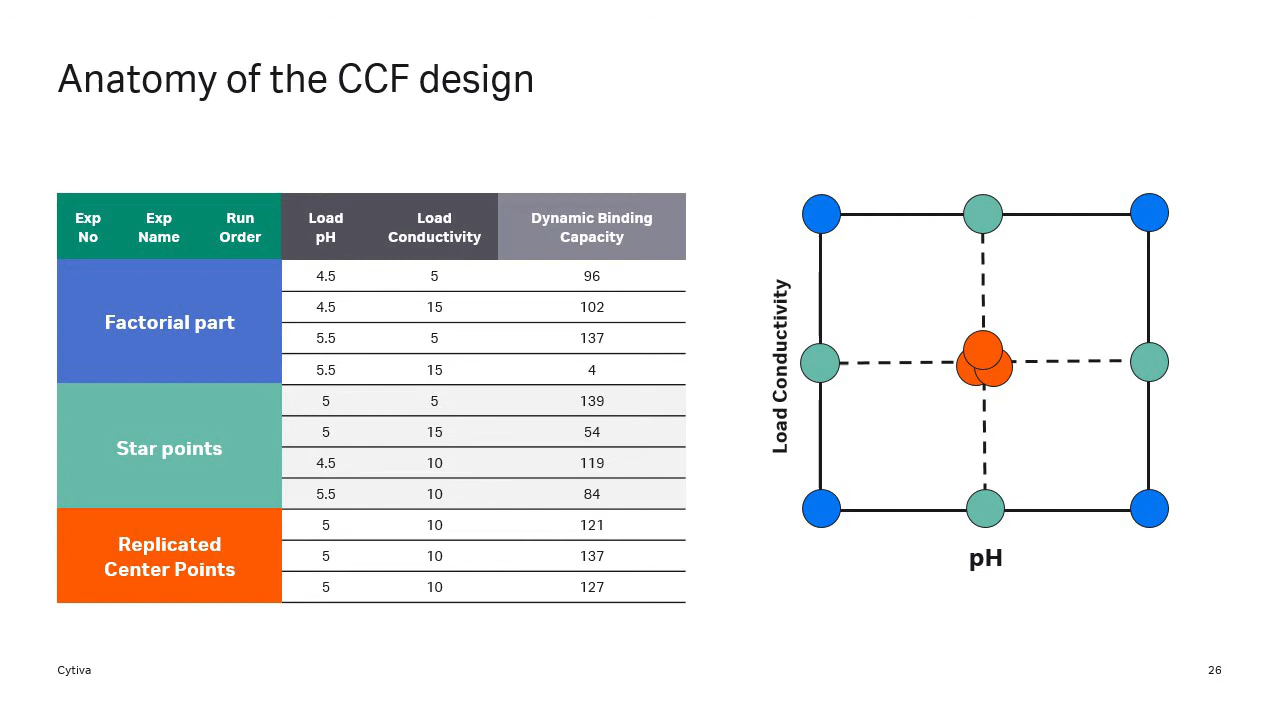 Anatomy of the CCF design
Exp No Exp Name Run Order Load pH Load Conductivity Dynamic Binding Capacity
Factorial part
4.5 5 96
4.5 15 102
5.5 5 137
5.5 15 4
Star points
5 5 139
5 15 54
4.5 10 119
5.5 10 84
Replicated
Center Points
5 10 121
5 10 137
5 10 127
Load Conductivity
pH
Cytiva
26